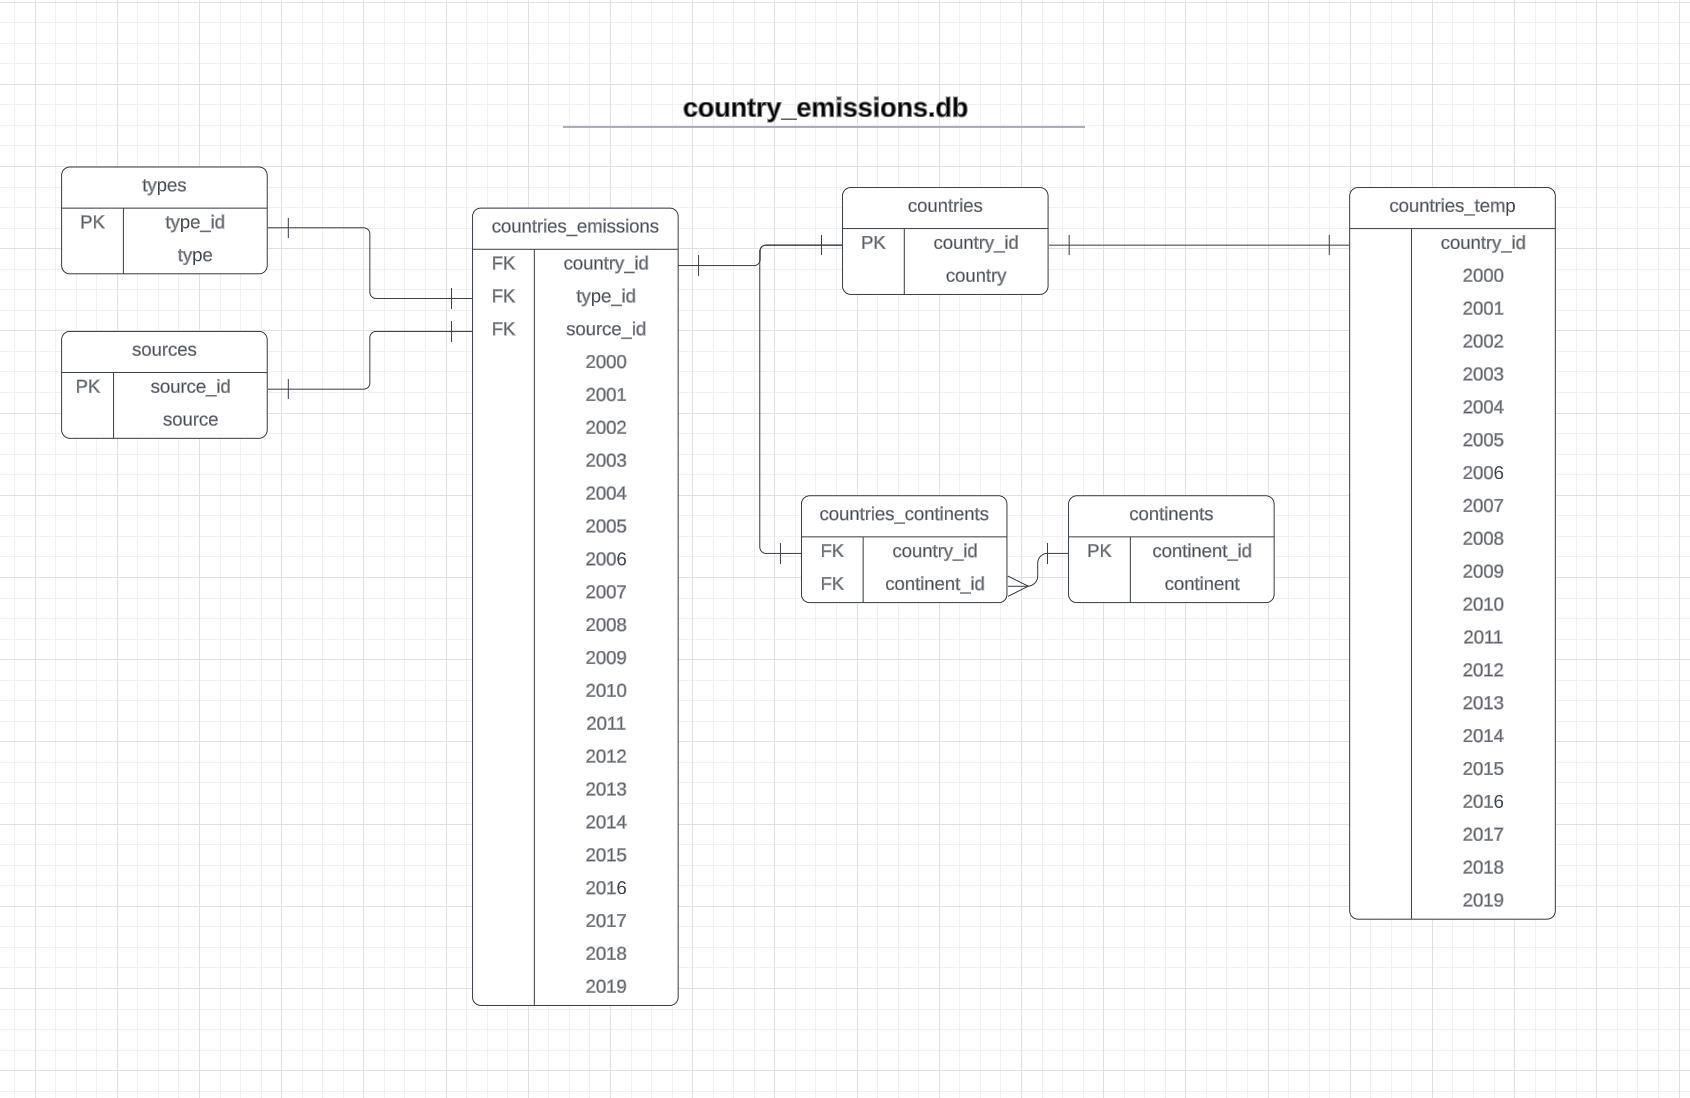 country_emissions.db
types
PK type_id
type
sources
PK source_id
source
countries_emissions
FK country_id
FK type_id
FK source_id
2000
2001
2002
2003
2004
2005
2006
2007
2008
2009
2010
2011
2012
2013
2014
2015
2016
2017
2018
2019
countries
PK country_id
country
countries_continents
FK country_id
FK continent_id
continents
PK continent_id
continent
countries_temp
country_id
2000
2001
2002
2003
2004
2005
2006
2007
2008
2009
2010
2011
2012
2013
2014
2015
2016
2017
2018
2019